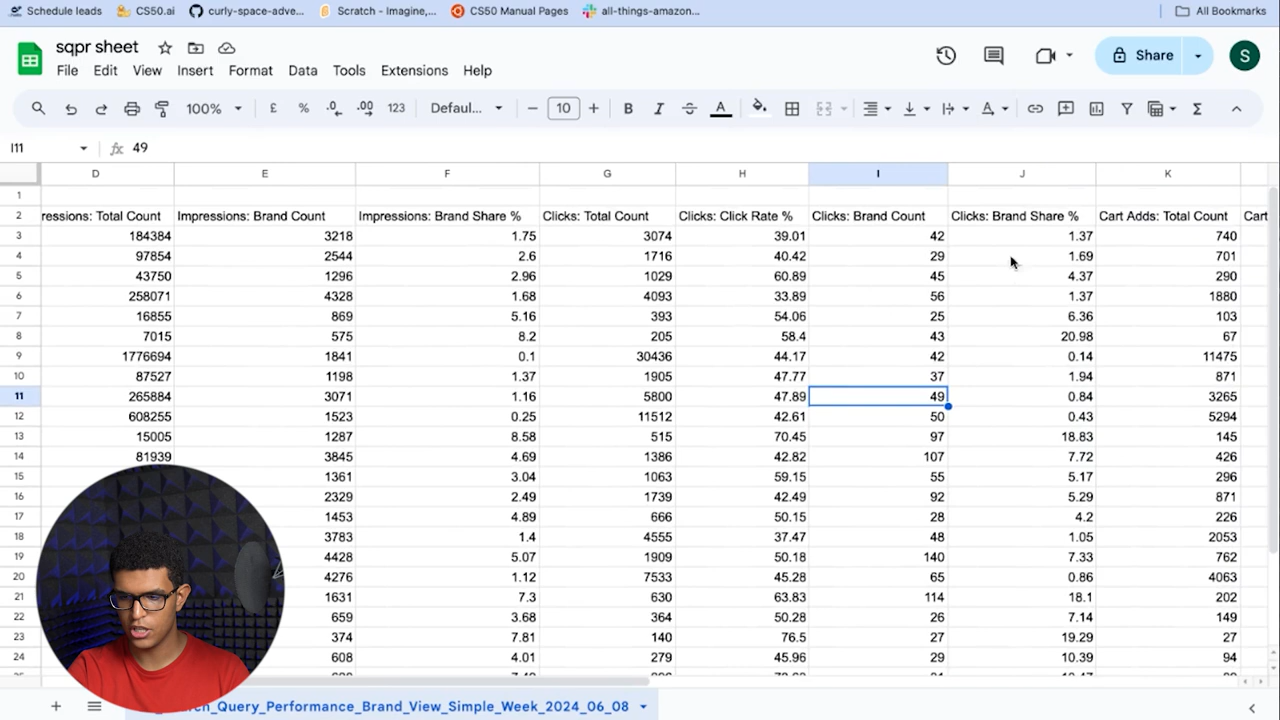 Schedule leads CS50.ai curly-space-adve... Scratch - Imagine,... CS50 Manual Pages all-things-amazon... All Bookmarks
sqpr sheet
File Edit View Insert Format Data Tools Extensions Help
Share
S
100% £ % .0 .00 123 Defaul... 10 B I S A
I11 fx 49
D E F G H I J K
1
2 ressions: Total Count Impressions: Brand Count Impressions: Brand Share % Clicks: Total Count Clicks: Click Rate % Clicks: Brand Count Clicks: Brand Share % Cart Adds: Total Count Cart
3 184384 3218 1.75 3074 39.01 42 1.37 740
4 97854 2544 2.6 1716 40.42 29 1.69 701
5 43750 1296 2.96 1029 60.89 45 4.37 290
6 258071 4328 1.68 4093 33.89 56 1.37 1880
7 16855 869 5.16 393 54.06 25 6.36 103
8 7015 575 8.2 205 58.4 43 20.98 67
9 1776694 1841 0.1 30436 44.17 42 0.14 11475
10 87527 1198 1.37 1905 47.77 37 1.94 871
11 265884 3071 1.16 5800 47.89 49 0.84 3265
12 608255 1523 0.25 11512 42.61 50 0.43 5294
13 15005 1287 8.58 515 70.45 97 18.83 145
14 81939 3845 4.69 1386 42.82 107 7.72 426
15 1361 3.04 1063 59.15 55 5.17 296
16 2329 2.49 1739 42.49 92 5.29 871
17 1453 4.89 666 50.15 28 4.2 226
18 3783 1.4 4555 37.47 48 1.05 2053
19 4428 5.07 1909 50.18 140 7.33 762
20 4276 1.12 7533 45.28 65 0.86 4063
21 1631 7.3 630 63.83 114 18.1 202
22 659 3.68 364 50.28 26 7.14 149
23 374 7.81 140 76.5 27 19.29 27
24 608 4.01 279 45.96 29 10.39 94
_Query_Performance_Brand_View_Simple_Week_2024_06_08